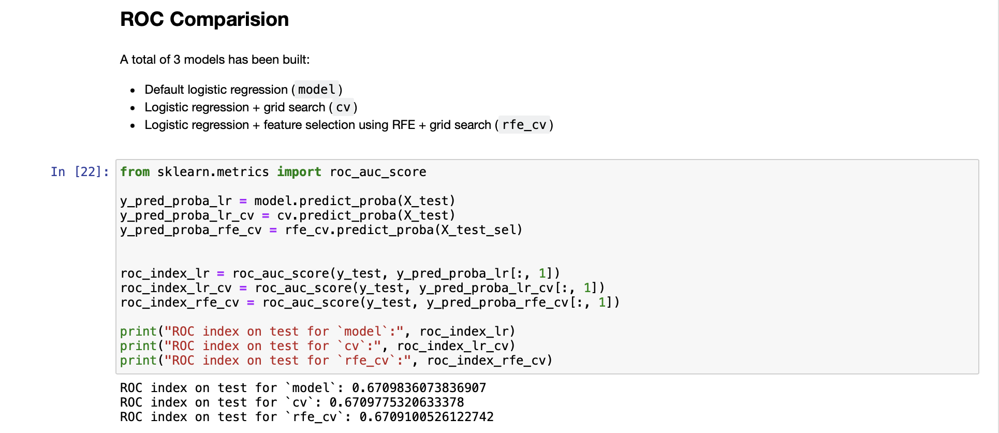 ROC Comparision
A total of 3 models has been built:
• Default logistic regression (model)
• Logistic regression + grid search (cv)
• Logistic regression + feature selection using RFE + grid search (rfe_cv)
In [22]:
from sklearn.metrics import roc_auc_score
y_pred_proba_lr = model.predict_proba(X_test)
y_pred_proba_lr_cv = cv.predict_proba(X_test)
y_pred_proba_rfe_cv = rfe_cv.predict_proba(X_test_sel)
roc_index_lr = roc_auc_score(y_test, y_pred_proba_lr[:, 1])
roc_index_lr_cv = roc_auc_score(y_test, y_pred_proba_lr_cv[:, 1])
roc_index_rfe_cv = roc_auc_score(y_test, y_pred_proba_rfe_cv[:, 1])
print("ROC index on test for `model`:", roc_index_lr)
print("ROC index on test for `cv`:", roc_index_lr_cv)
print("ROC index on test for `rfe_cv`:", roc_index_rfe_cv)
ROC index on test for `model`: 0.6709836073836907
ROC index on test for `cv`: 0.6709775320633378
ROC index on test for `rfe_cv`: 0.6709100526122742